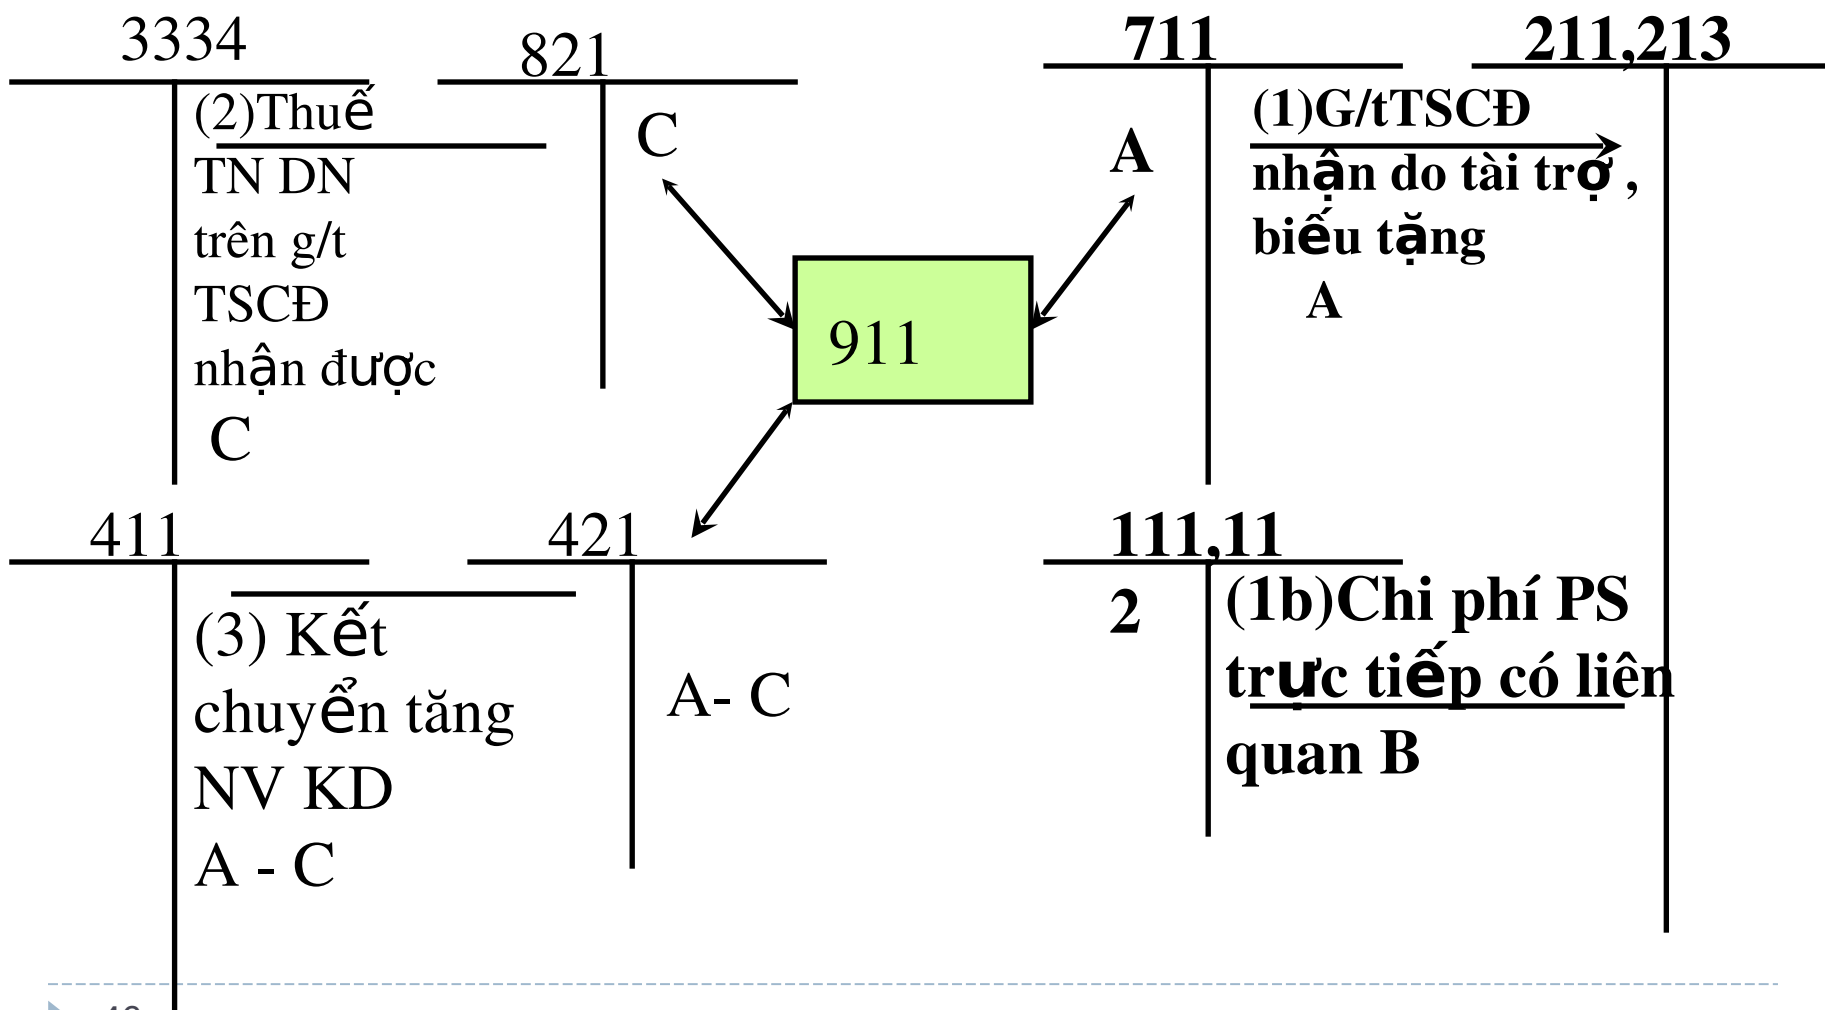 3334
821
711
211,213
(2)Thuế
TN DN
trên g/t
TSCĐ
nhận được
C
C
A
(1)G/tTSCĐ
nhận do tài trợ ,
biếu tặng
A
911
411
421
111,11
2
(3) Kết
chuyển tăng
NV KD
A - C
A- C
(1b)Chi phí PS
trực tiếp có liên
quan B